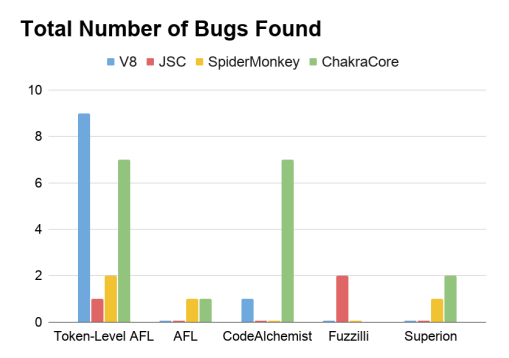 Total Number of Bugs Found
V8 JSC SpiderMonkey ChakraCore
10
8
6
4
2
0
Token-Level AFL AFL CodeAlchemist Fuzzilli Superion